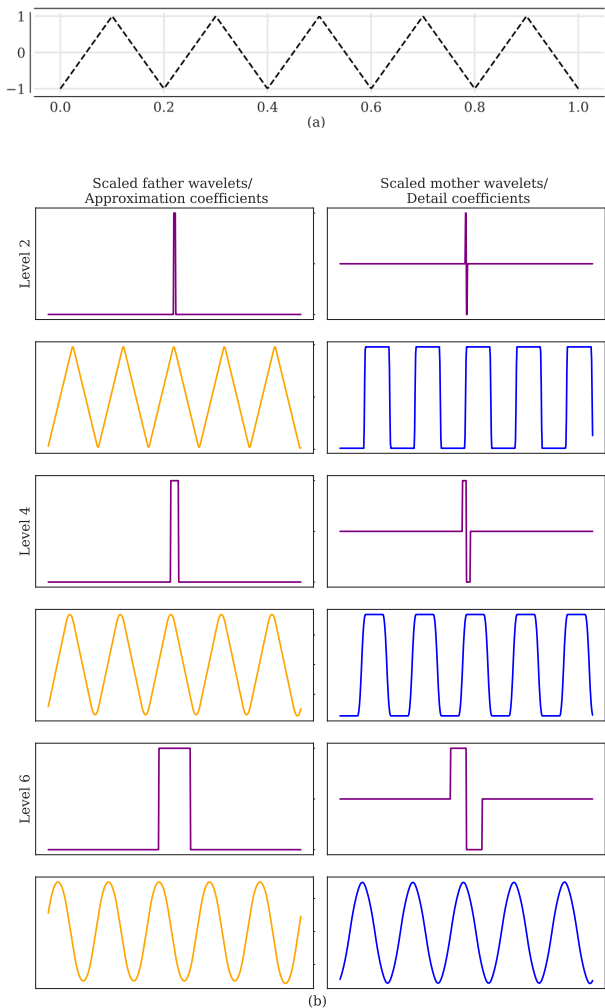 1
0
−1
0.0 0.2 0.4 0.6 0.8 1.0
(a)
Scaled father wavelets/
Approximation coefficients
Scaled mother wavelets/
Detail coefficients
Level 2
Level 4
Level 6
(b)